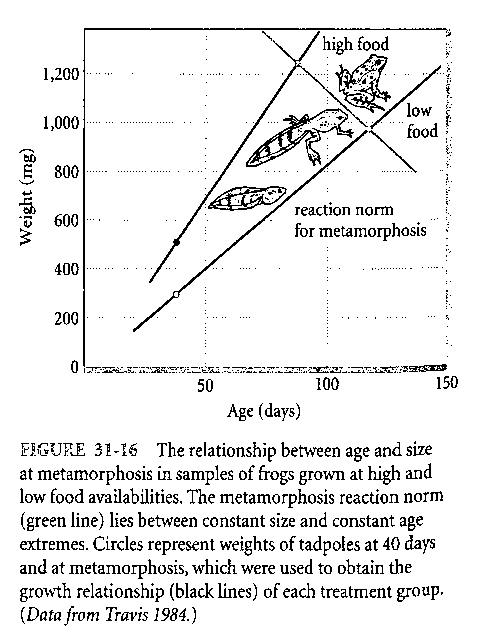 high food
1,200
low
1,000
food
Weight (mg)
800
reaction norm
600
for metamorphosis
400
200
0
50
100
150
Age (days)
FIGURE 31-16 The relationship between age and size
at metamorphosis in samples of frogs grown at high and
low food availabilities. The metamorphosis reaction norm
(green line) lies between constant size and constant age
extremes. Circles represent weights of tadpoles at 40 days
and at metamorphosis, which were used to obtain the
growth relationship (black lines) of each treatment group.
(Data from Travis 1984.)